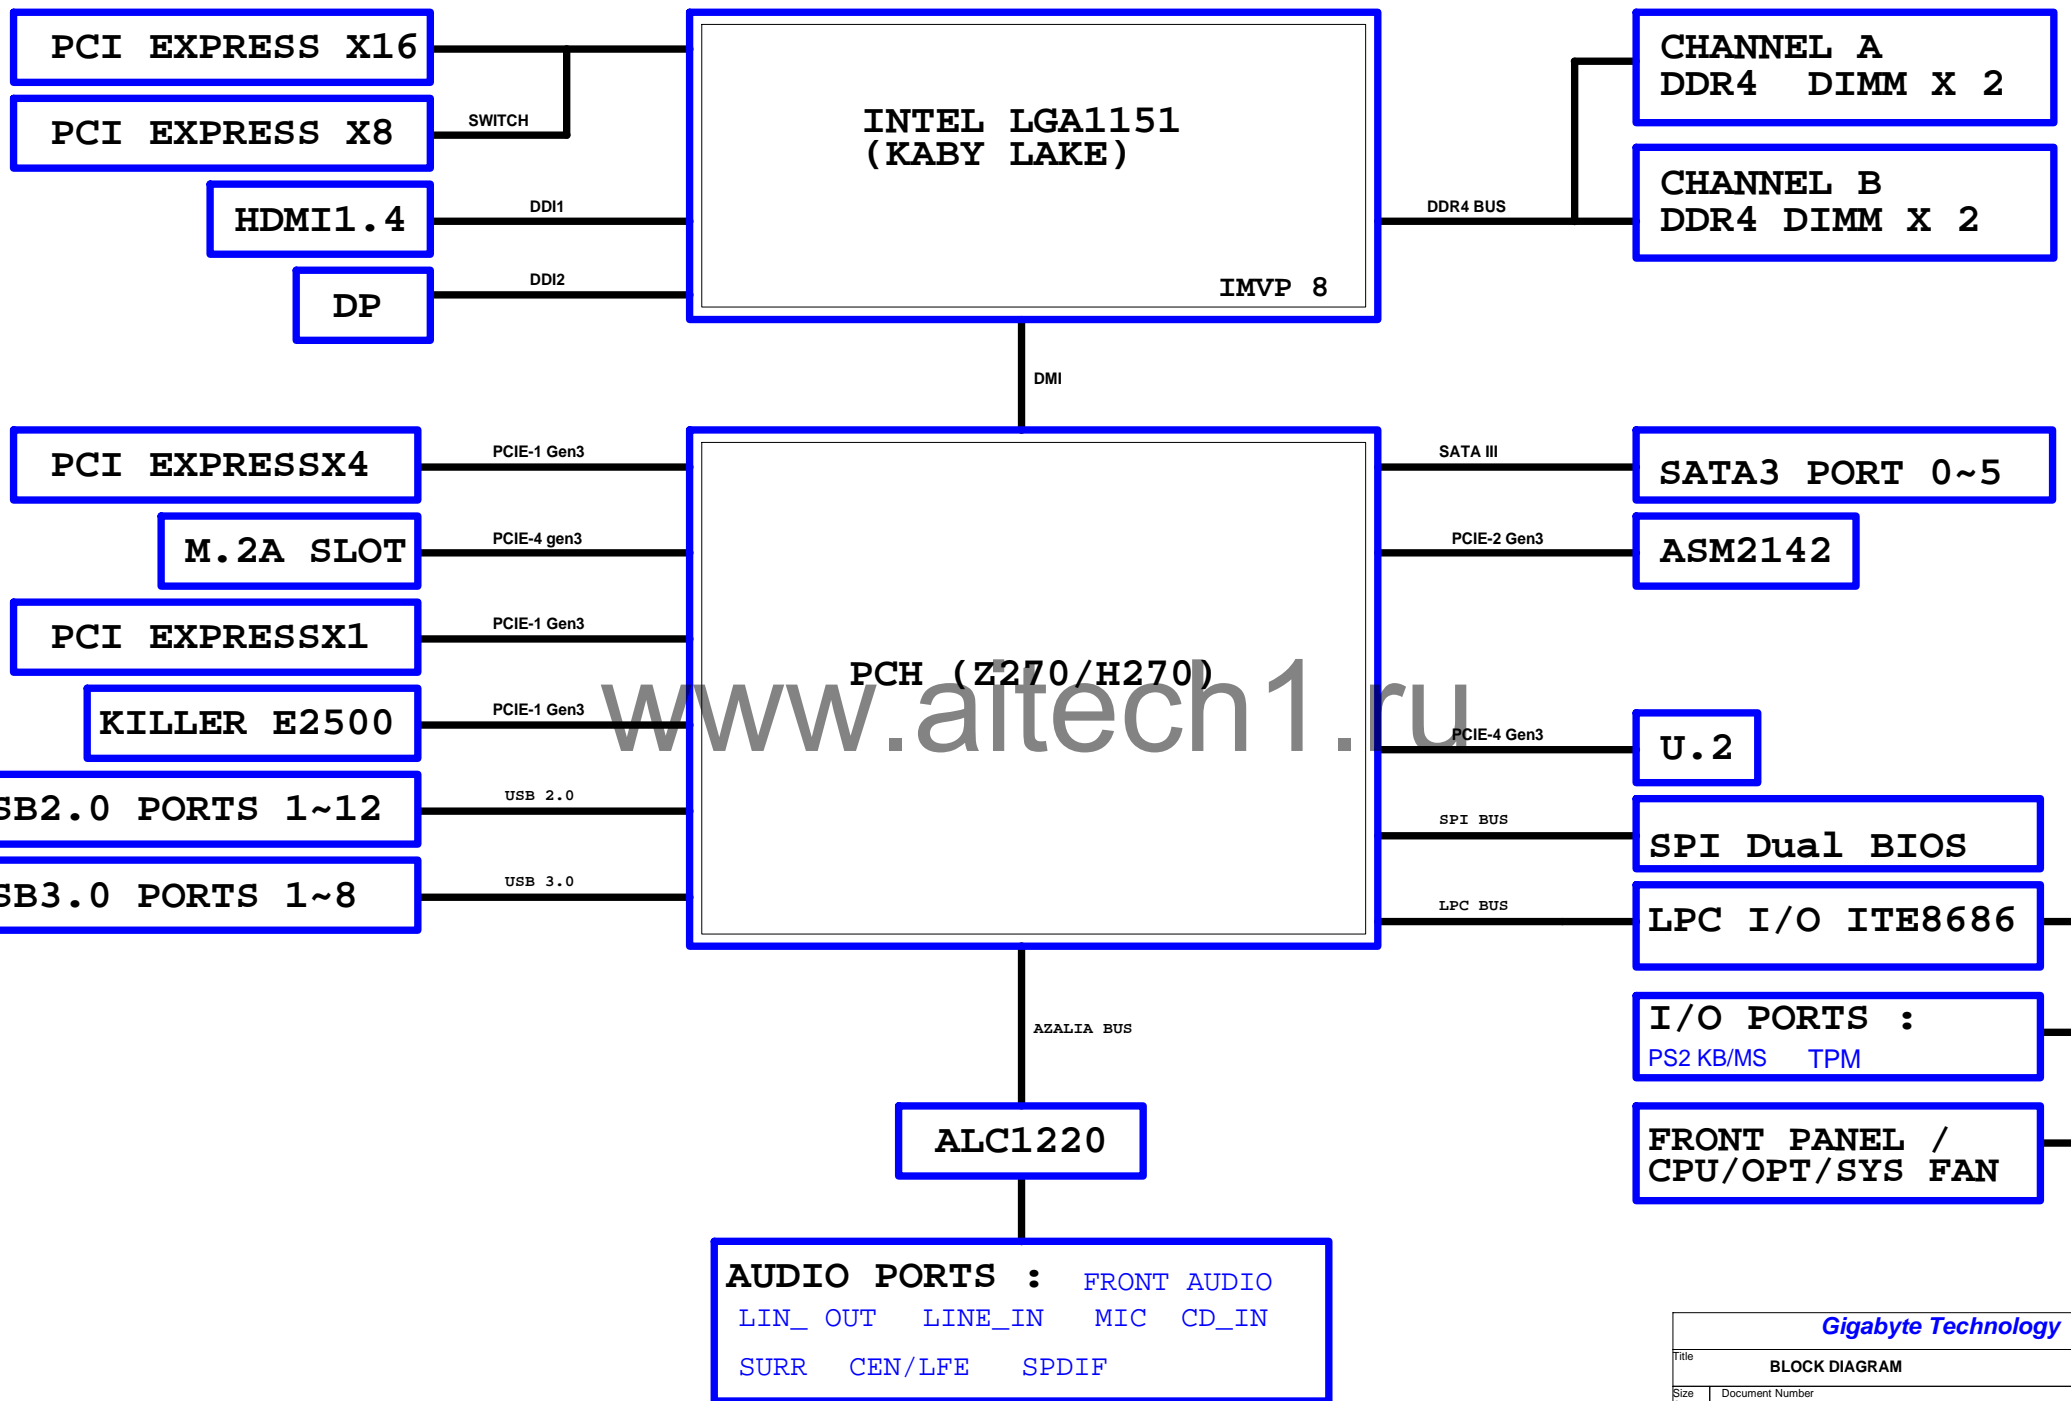 PCI EXPRESS X16
PCI EXPRESS X8
SWITCH
HDMI1.4
DDI1
DP
DDI2
INTEL LGA1151
(KABY LAKE)
IMVP 8
DDR4 BUS
CHANNEL A
DDR4 DIMM X 2
CHANNEL B
DDR4 DIMM X 2
DMI
PCI EXPRESSX4
PCIE-1 Gen3
M.2A SLOT
PCIE-4 gen3
PCI EXPRESSX1
PCIE-1 Gen3
KILLER E2500
PCIE-1 Gen3
SB2.0 PORTS 1~12
USB 2.0
SB3.0 PORTS 1~8
USB 3.0
PCH (Z270/H270)
www.aitech1.ru
SATA III
SATA3 PORT 0~5
PCIE-2 Gen3
ASM2142
PCIE-4 Gen3
U.2
SPI BUS
SPI Dual BIOS
LPC BUS
LPC I/O ITE8686
I/O PORTS :
PS2 KB/MS TPM
FRONT PANEL /
CPU/OPT/SYS FAN
AZALIA BUS
ALC1220
AUDIO PORTS : FRONT AUDIO
LIN_ OUT LINE_IN MIC CD_IN
SURR CEN/LFE SPDIF
Gigabyte Technology
Title
BLOCK DIAGRAM
Size Document Number